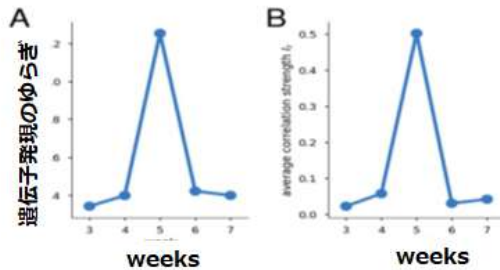 A
遺伝子発現のゆらぎ
.2
.0
.8
.6
.4
3 4 5 6 7
weeks
B
average correlation strength I
0.5
0.4
0.3
0.2
0.1
0.0
3 4 5 6 7
weeks